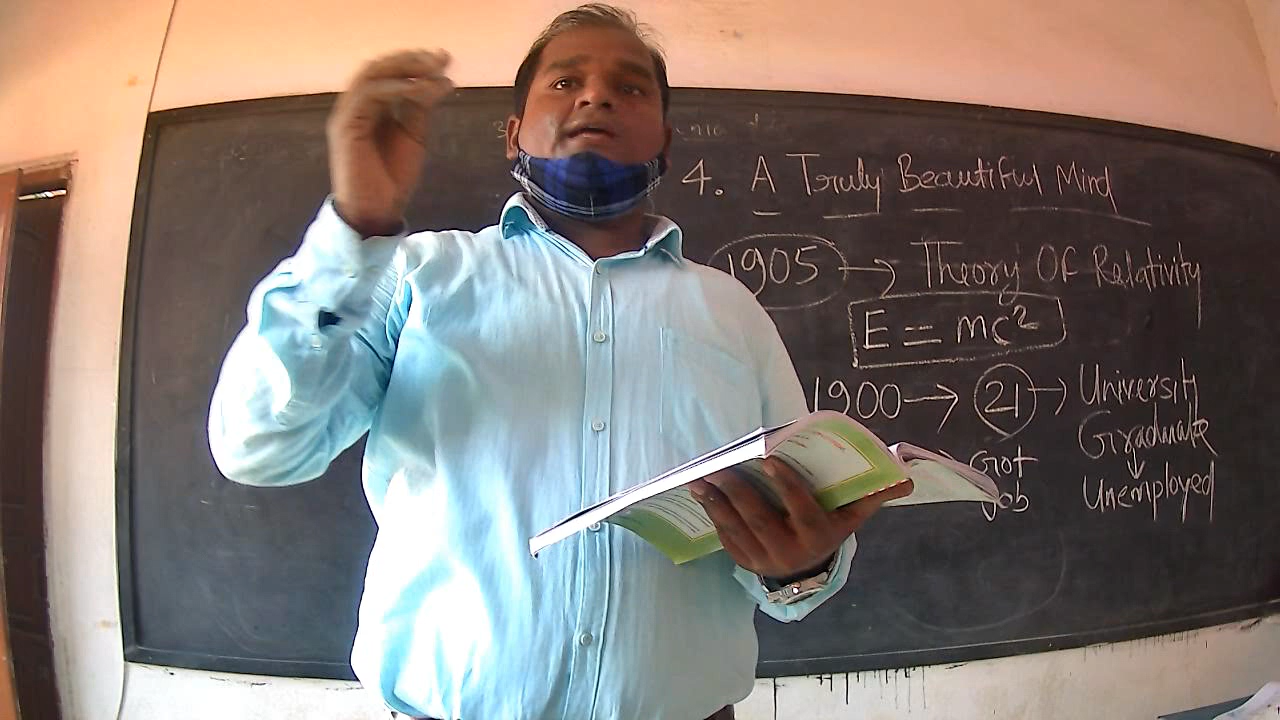 4. A Truly Beautiful Mind
1905 → Theory Of Relativity
E = mc²
1900 → 21 → University
Graduate
↓
Got Unemployed
Job